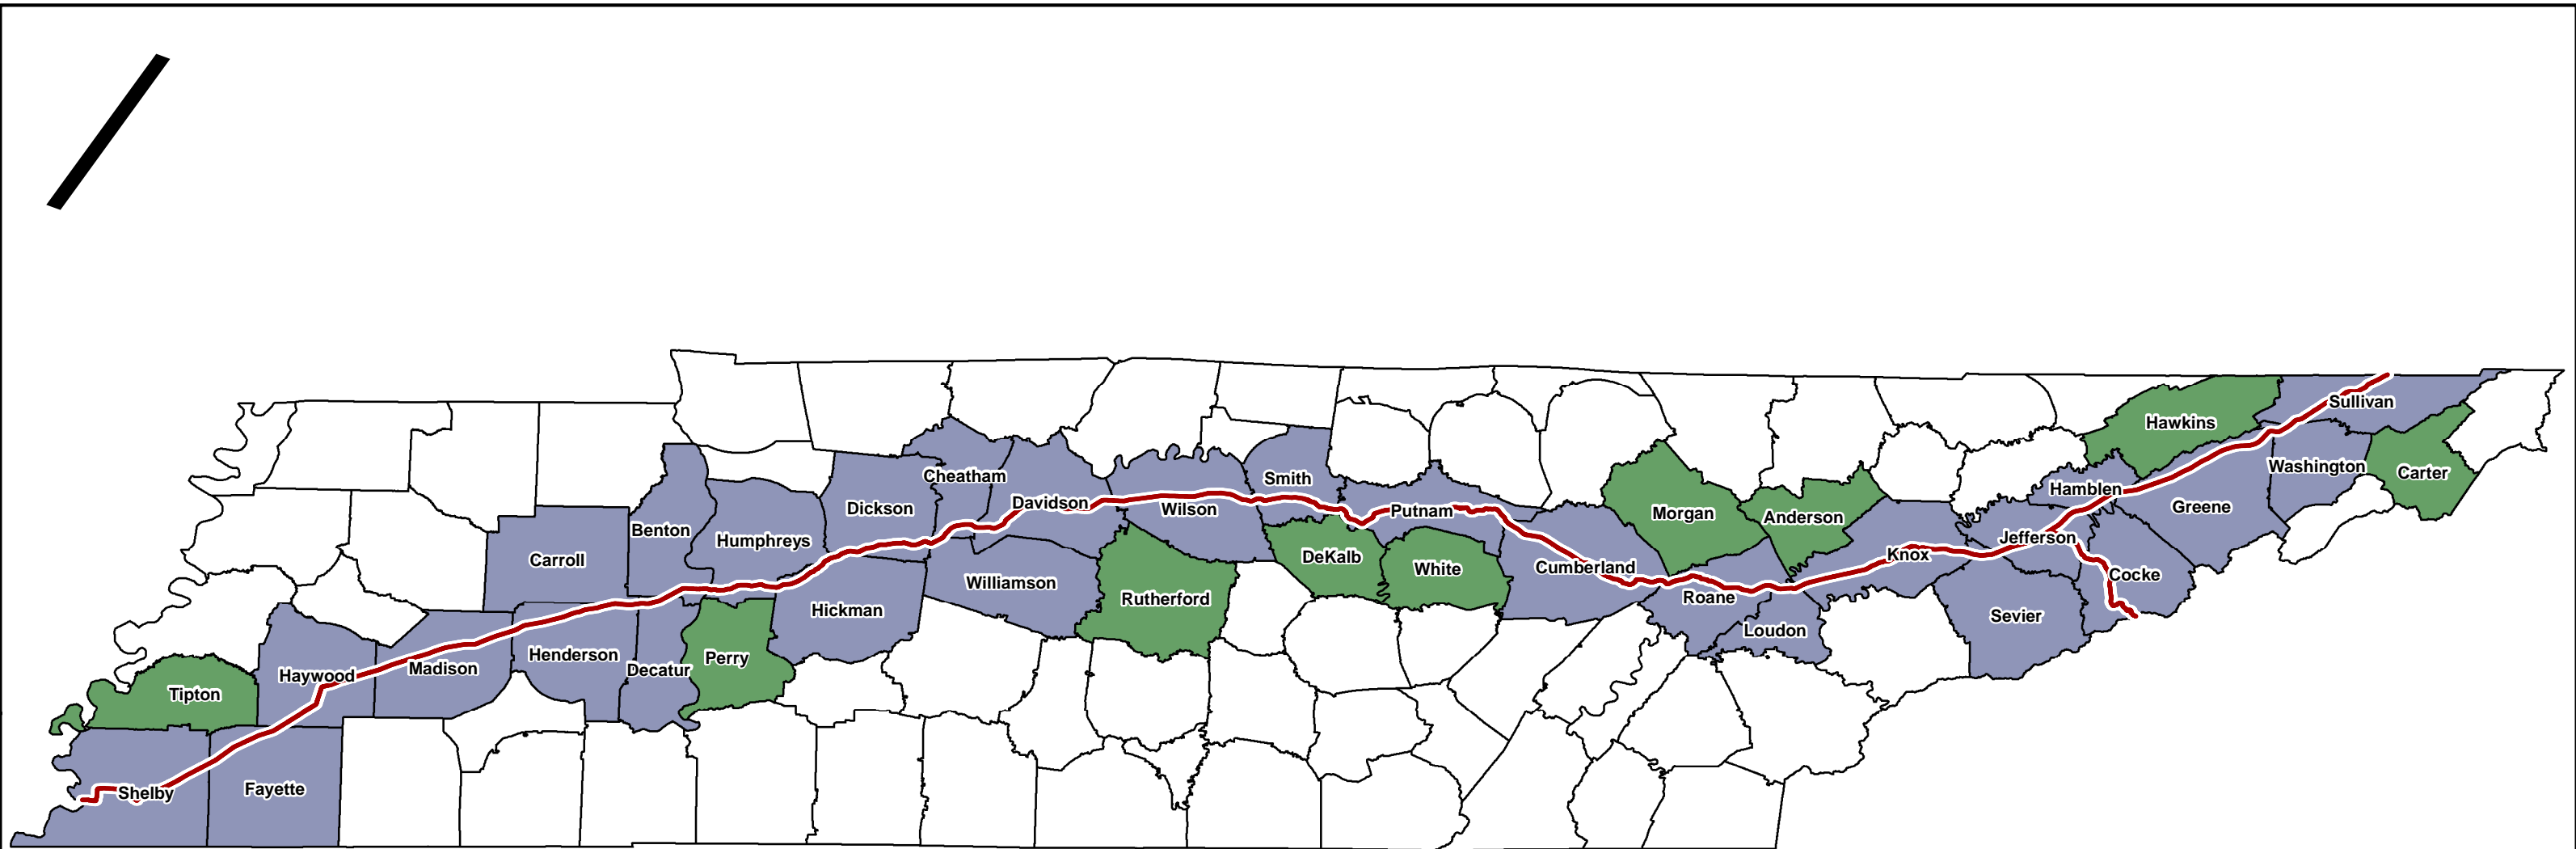 Sullivan
Hawkins
Washington
Carter
Cheatham
Smith
Hamblen
Davidson
Dickson
Wilson
Putnam
Greene
Morgan
Anderson
Benton
Humphreys
Jefferson
Carroll
DeKalb
Knox
White
Cumberland
Cocke
Williamson
Rutherford
Roane
Hickman
Sevier
Loudon
Henderson
Perry
Madison
Decatur
Haywood
Tipton
Fayette
Shelby